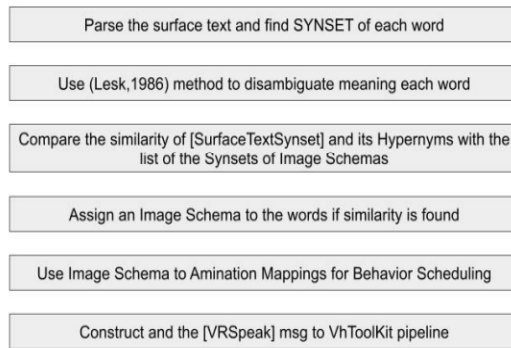 Parse the surface text and find SYNSET of each word
Use (Lesk,1986) method to disambiguate meaning each word
Compare the similarity of [SurfaceTextSynset] and its Hypernyms with the
list of the Synsets of Image Schemas
Assign an Image Schema to the words if similarity is found
Use Image Schema to Amination Mappings for Behavior Scheduling
Construct and the [VRSpeak] msg to VhToolKit pipeline